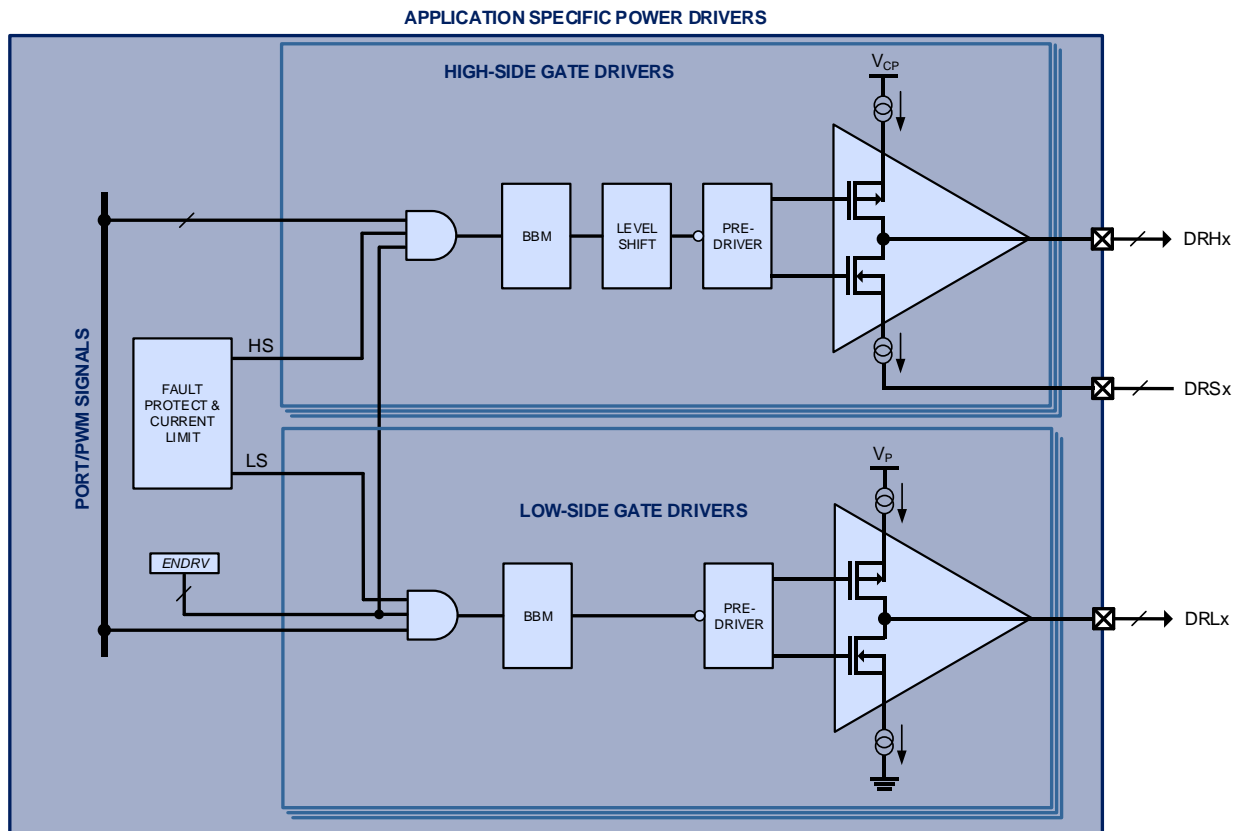 APPLICATION SPECIFIC POWER DRIVERS
HIGH-SIDE GATE DRIVERS
VCP
BBM
LEVEL
SHIFT
PRE-
DRIVER
DRHx
PORT/PWM SIGNALS
HS
FAULT
PROTECT &
CURRENT
LIMIT
DRSx
LS
VP
LOW-SIDE GATE DRIVERS
ENDRV
BBM
PRE-
DRIVER
DRLx